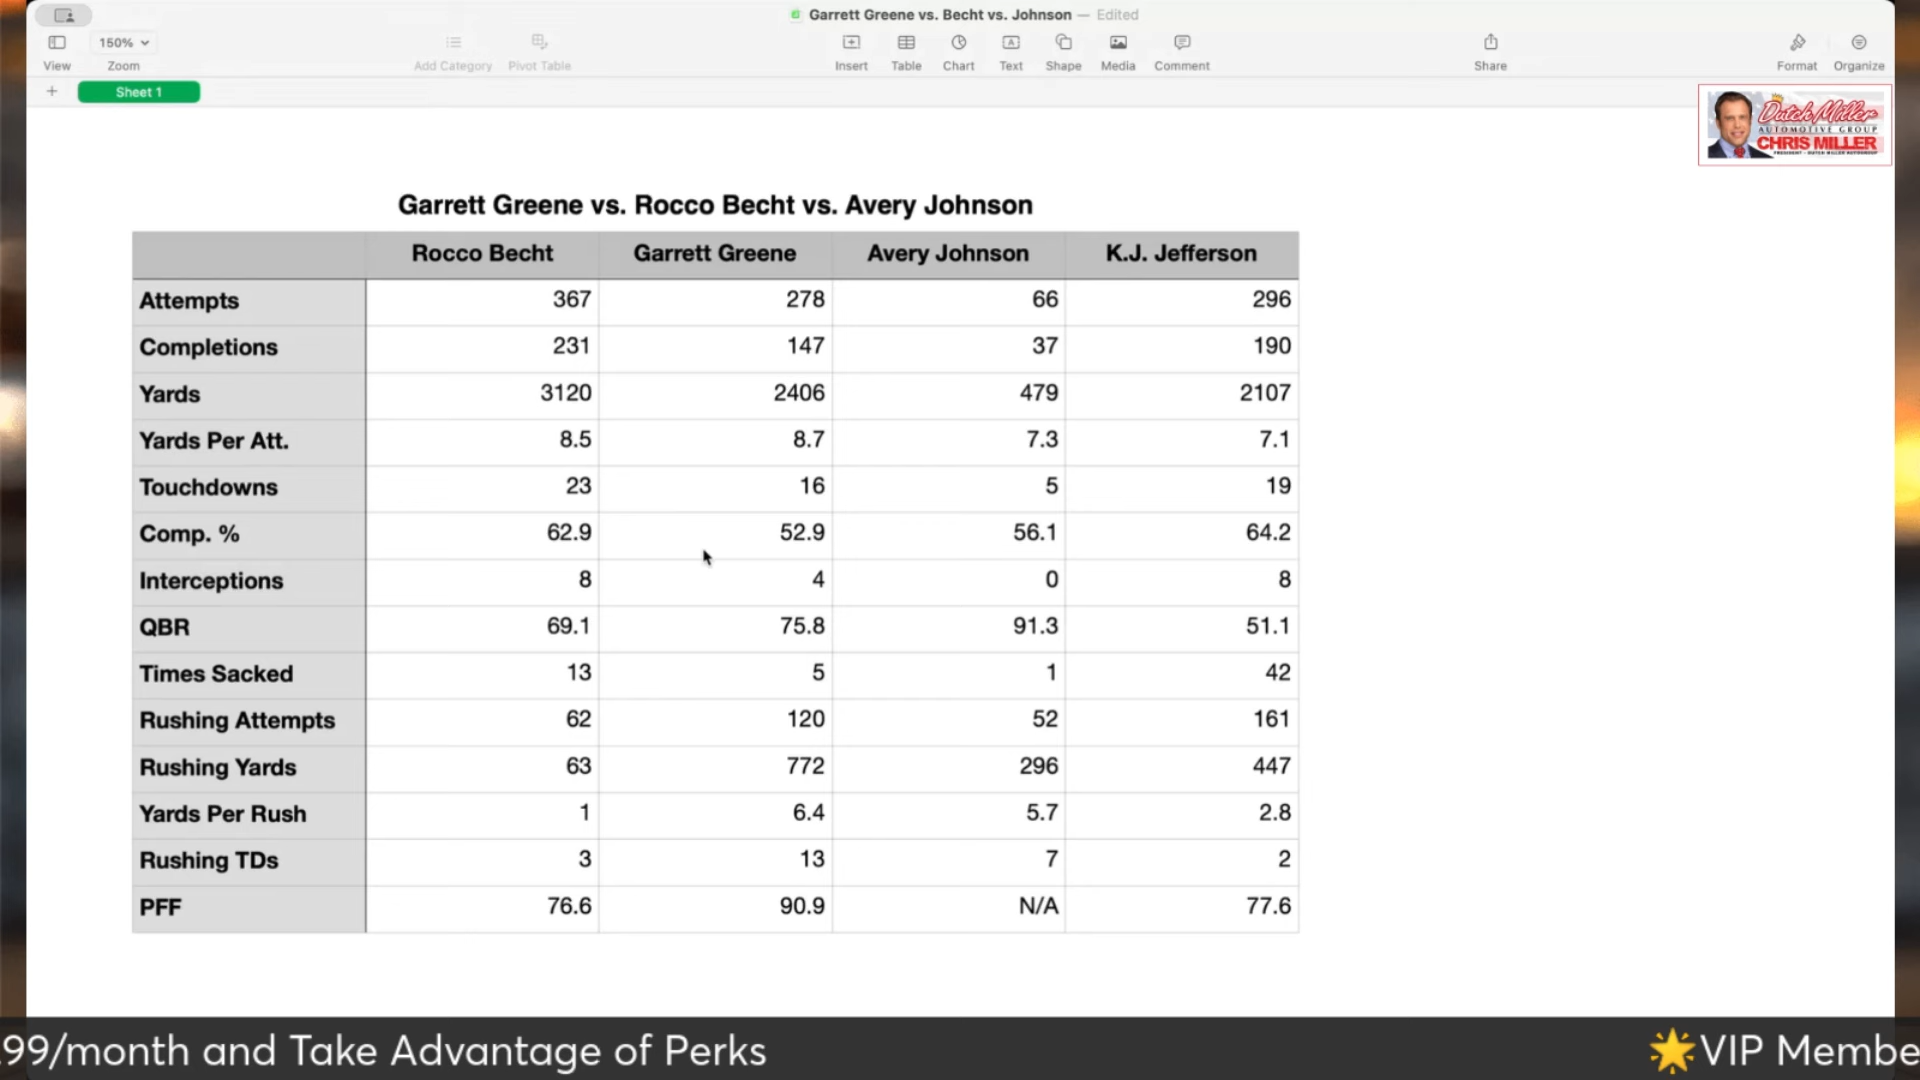 Garrett Greene vs. Becht vs. Johnson — Edited
150%
View Zoom Add Category Pivot Table Insert Table Chart Text Shape Media Comment Share Format Organize
+ Sheet 1
Dutch Miller
AUTOMOTIVE GROUP
CHRIS MILLER
Garrett Greene vs. Rocco Becht vs. Avery Johnson
Rocco Becht Garrett Greene Avery Johnson K.J. Jefferson
Attempts 367 278 66 296
Completions 231 147 37 190
Yards 3120 2406 479 2107
Yards Per Att. 8.5 8.7 7.3 7.1
Touchdowns 23 16 5 19
Comp. % 62.9 52.9 56.1 64.2
Interceptions 8 4 0 8
QBR 69.1 75.8 91.3 51.1
Times Sacked 13 5 1 42
Rushing Attempts 62 120 52 161
Rushing Yards 63 772 296 447
Yards Per Rush 1 6.4 5.7 2.8
Rushing TDs 3 13 7 2
PFF 76.6 90.9 N/A 77.6
.99/month and Take Advantage of Perks 🌟VIP Membe